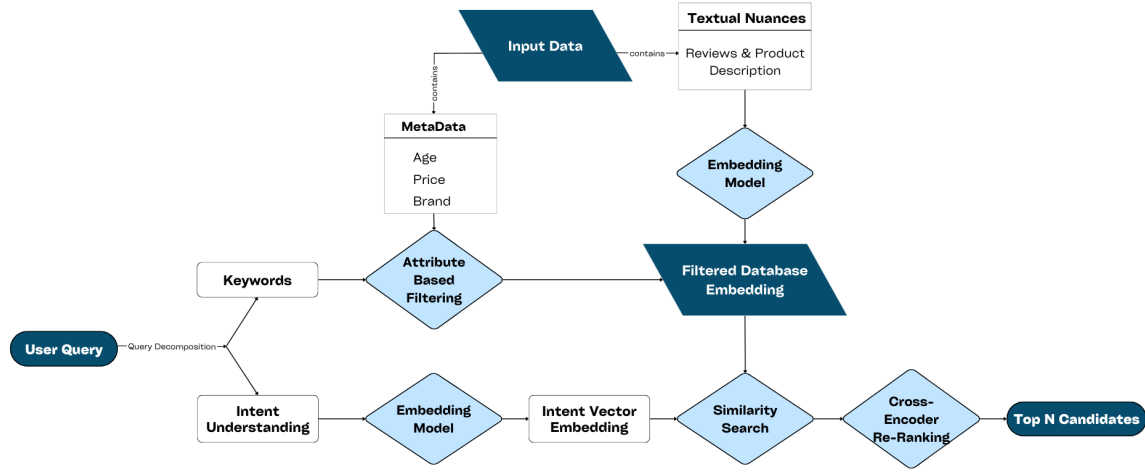 Input Data
contains
Textual Nuances
Reviews & Product
Description
contains
MetaData
Age
Price
Brand
Embedding
Model
Keywords
Attribute
Based
Filtering
Filtered Database
Embedding
User Query
Query Decomposition
Intent
Understanding
Embedding
Model
Intent Vector
Embedding
Similarity
Search
Cross-
Encoder
Re-Ranking
Top N Candidates